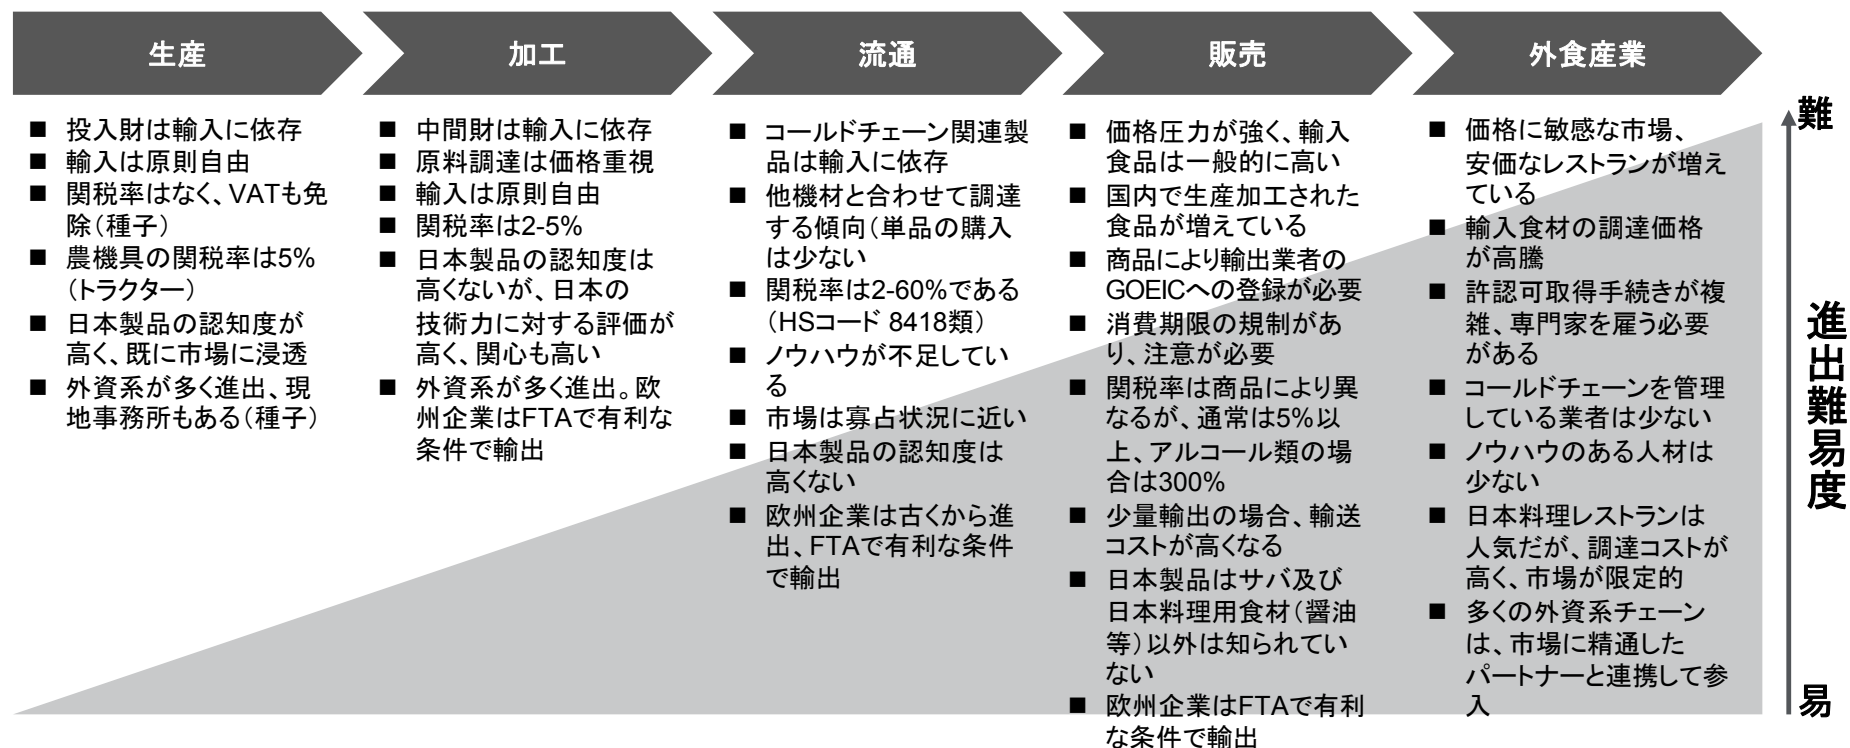 生産
■ 投入財は輸入に依存
■ 輸入は原則自由
■ 関税率はなく、VATも免
除（種子）
■ 農機具の関税率は5%
（トラクター）
■ 日本製品の認知度が
高く、既に市場に浸透
■ 外資系が多く進出、現
地事務所もある（種子）
加工
■ 中間財は輸入に依存
■ 原料調達は価格重視
■ 輸入は原則自由
■ 関税率は2-5%
■ 日本製品の認知度は
高くないが、日本の
技術力に対する評価が
高く、関心も高い
■ 外資系が多く進出。欧
州企業はFTAで有利な
条件で輸出
流通
■ コールドチェーン関連製
品は輸入に依存
■ 他機材と合わせて調達
する傾向（単品の購入
は少ない
■ 関税率は2-60%である
（HSコード 8418類）
■ ノウハウが不足してい
る
■ 市場は寡占状況に近い
■ 日本製品の認知度は
高くない
■ 欧州企業は古くから進
出、FTAで有利な条件
で輸出
販売
■ 価格圧力が強く、輸入
食品は一般的に高い
■ 国内で生産加工された
食品が増えている
■ 商品により輸出業者の
GOEICへの登録が必要
■ 消費期限の規制があ
り、注意が必要
■ 関税率は商品により異
なるが、通常は5%以
上、アルコール類の場
合は300%
■ 少量輸出の場合、輸送
コストが高くなる
■ 日本製品はサバ及び
日本料理用食材（醤油
等）以外は知られてい
ない
■ 欧州企業はFTAで有利
な条件で輸出
外食産業
■ 価格に敏感な市場、
安価なレストランが増え
ている
■ 輸入食材の調達価格
が高騰
■ 許認可取得手続きが複
雑、専門家を雇う必要
がある
■ コールドチェーンを管理
している業者は少ない
■ ノウハウのある人材は
少ない
■ 日本料理レストランは
人気だが、調達コストが
高く、市場が限定的
■ 多くの外資系チェーン
は、市場に精通した
パートナーと連携して参
入
難
進出難易度
易